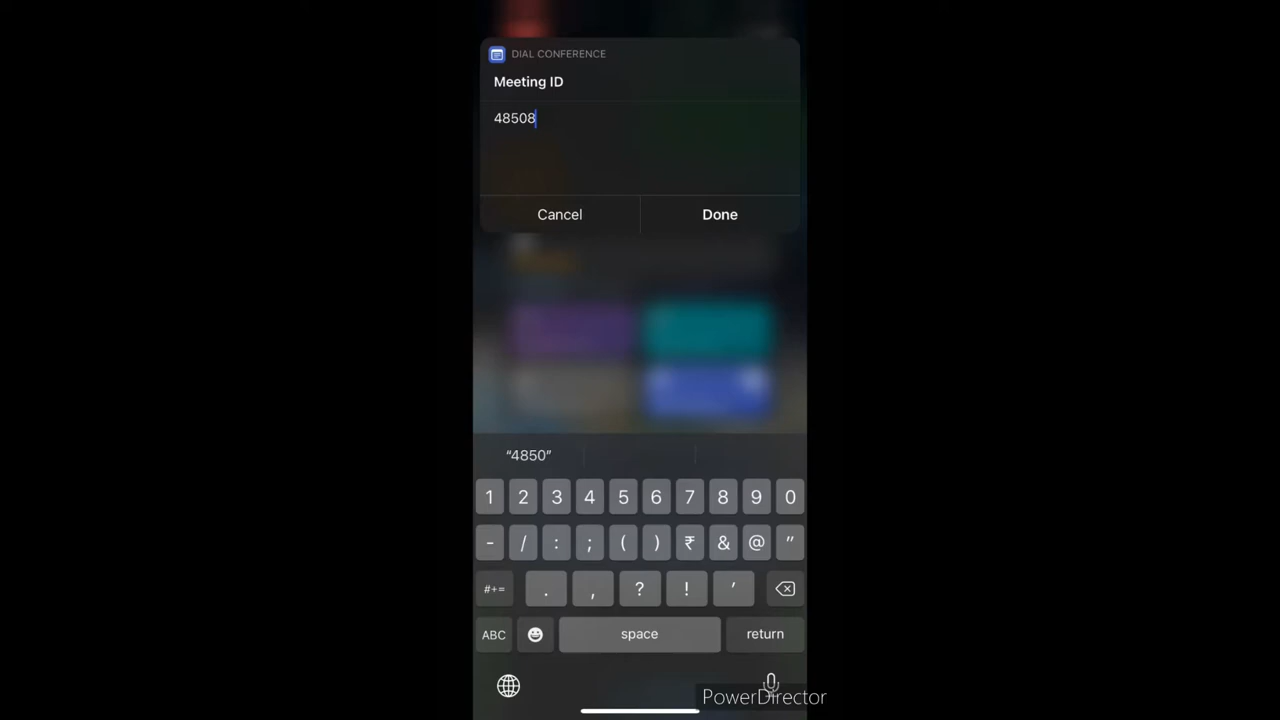 DIAL CONFERENCE
Meeting ID
48508
Cancel
Done
“4850”
1 2 3 4 5 6 7 8 9 0
- / : ; ( ) ₹ & @ "
#+= . , ? ! '
ABC space return
PowerDirector